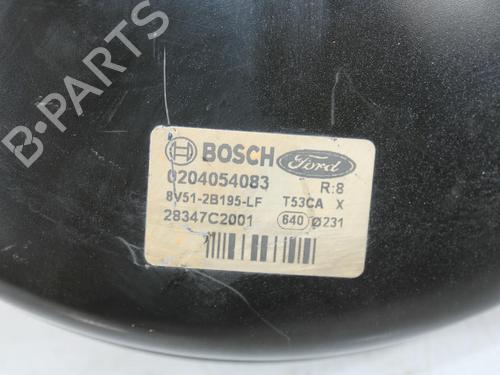 B-PARTS
BOSCH Ford
0204054083 R:8
8V51-2B195-LF T53CA X
28347C2001 640 Ø231